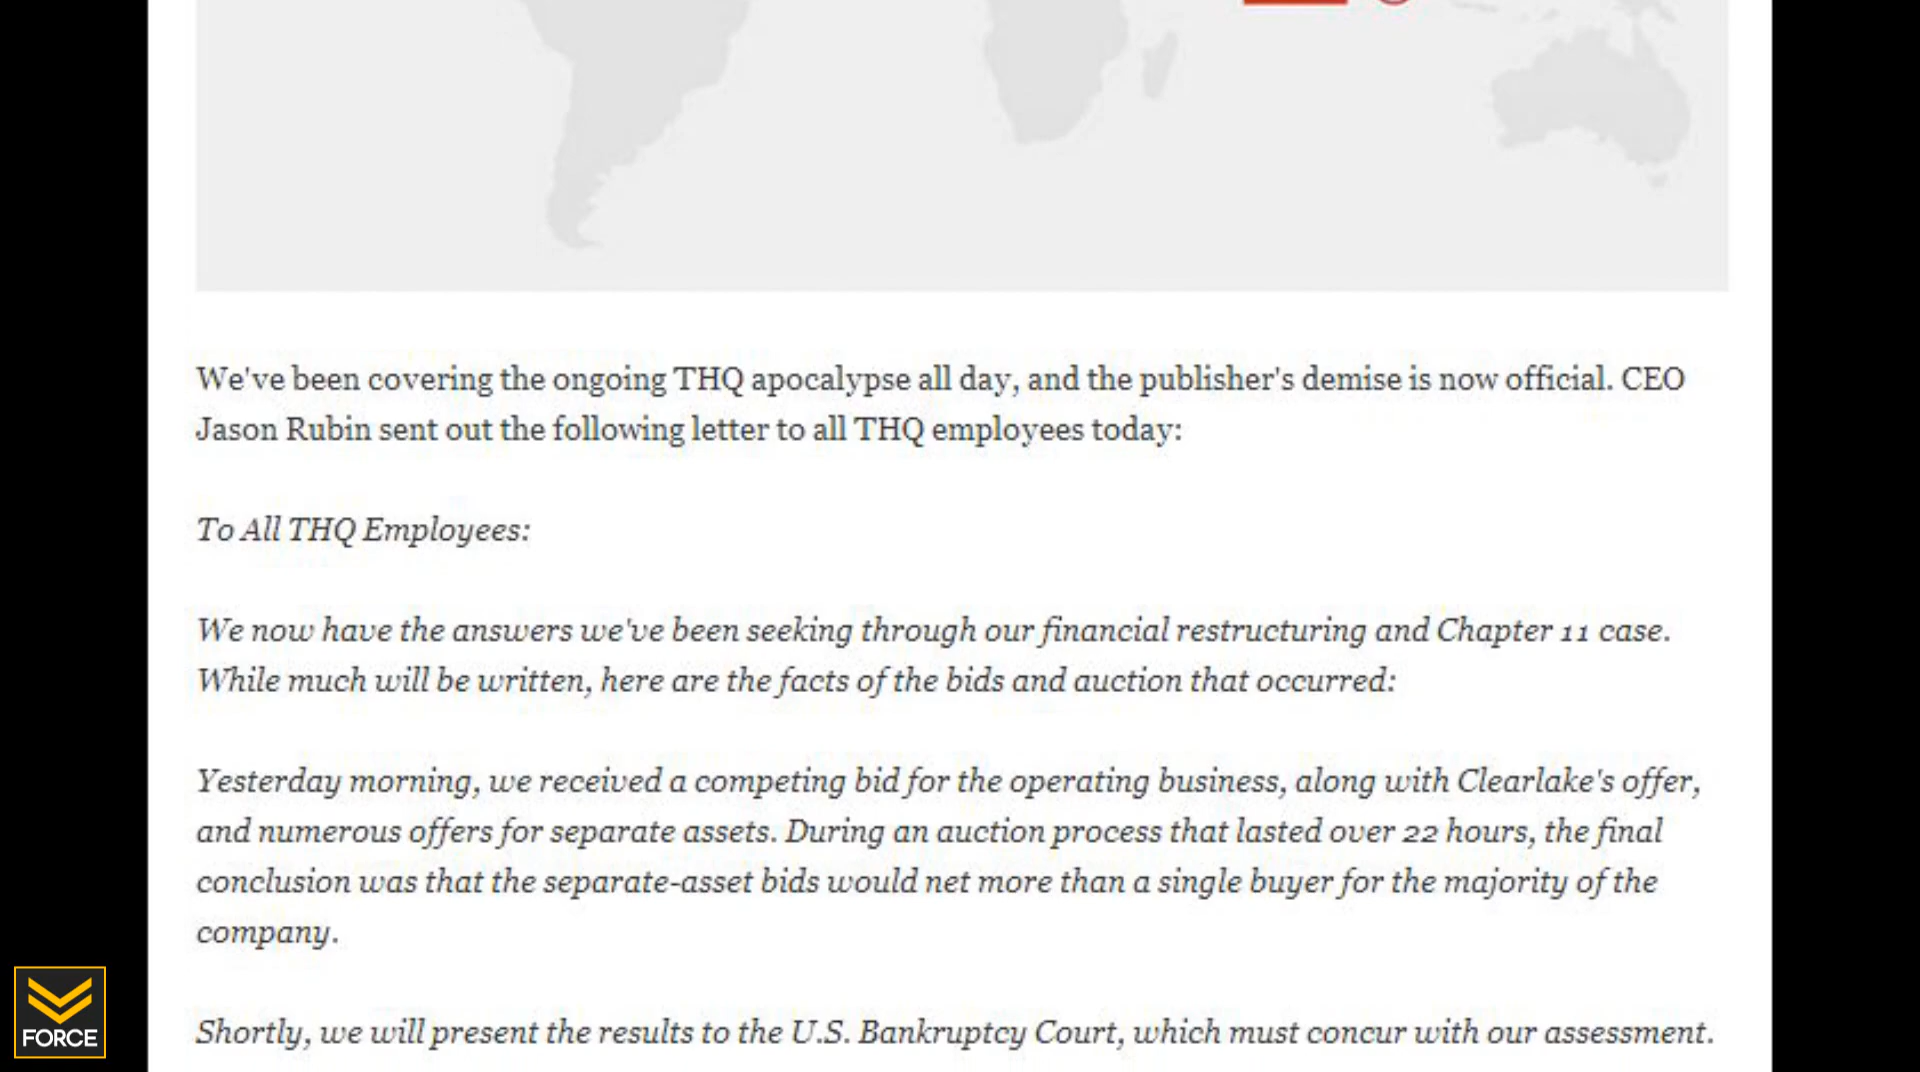 We've been covering the ongoing THQ apocalypse all day, and the publisher's demise is now official. CEO
Jason Rubin sent out the following letter to all THQ employees today:
To All THQ Employees:
We now have the answers we've been seeking through our financial restructuring and Chapter 11 case.
While much will be written, here are the facts of the bids and auction that occurred:
Yesterday morning, we received a competing bid for the operating business, along with Clearlake's offer,
and numerous offers for separate assets. During an auction process that lasted over 22 hours, the final
conclusion was that the separate-asset bids would net more than a single buyer for the majority of the
company.
Shortly, we will present the results to the U.S. Bankruptcy Court, which must concur with our assessment.
FORCE